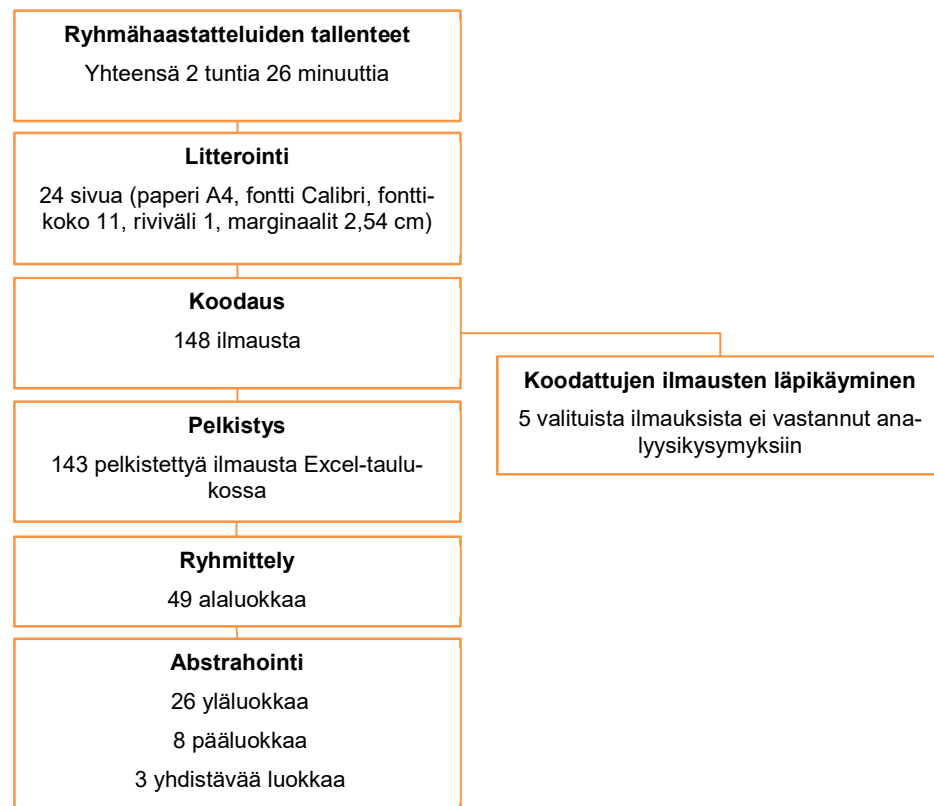 Ryhmähaastatteluiden tallenteet
Yhteensä 2 tuntia 26 minuuttia
Litterointi
24 sivua (paperi A4, fontti Calibri, fontti-
koko 11, riviväli 1, marginaalit 2,54 cm)
Koodaus
148 ilmausta
Koodattujen ilmausten läpikäyminen
5 valituista ilmauksista ei vastannut ana-
lyysikysymyksiin
Pelkistys
143 pelkistettyä ilmausta Excel-taulu-
kossa
Ryhmittely
49 alaluokkaa
Abstrahointi
26 yläluokkaa
8 pääluokkaa
3 yhdistävää luokkaa